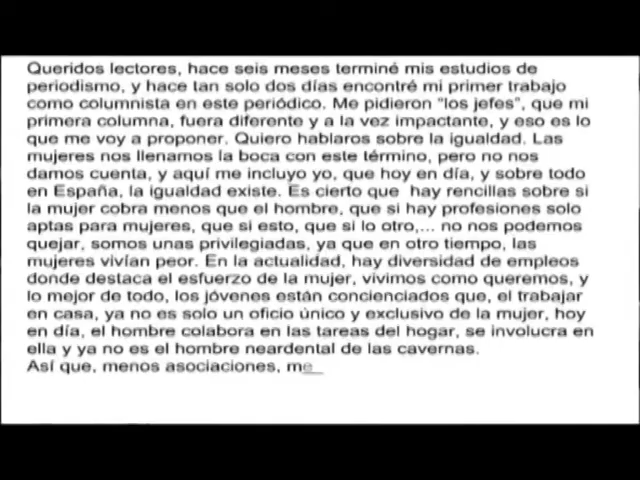 Queridos lectores, hace seis meses terminé mis estudios de
periodismo, y hace tan solo dos días encontré mi primer trabajo
como columnista en este periódico. Me pidieron "los jefes", que mi
primera columna, fuera diferente y a la vez impactante, y eso es lo
que me voy a proponer. Quiero hablaros sobre la igualdad. Las
mujeres nos llenamos la boca con este término, pero no nos
damos cuenta, y aquí me incluyo yo, que hoy en día, y sobre todo
en España, la igualdad existe. Es cierto que hay rencillas sobre si
la mujer cobra menos que el hombre, que si hay profesiones solo
aptas para mujeres, que si esto, que si lo otro,... no nos podemos
quejar, somos unas privilegiadas, ya que en otro tiempo, las
mujeres vivían peor. En la actualidad, hay diversidad de empleos
donde destaca el esfuerzo de la mujer, vivimos como queremos, y
lo mejor de todo, los jóvenes están concienciados que, el trabajar
en casa, ya no es solo un oficio único y exclusivo de la mujer, hoy
en día, el hombre colabora en las tareas del hogar, se involucra en
ella y ya no es el hombre neardental de las cavernas.
Así que, menos asociaciones, me_